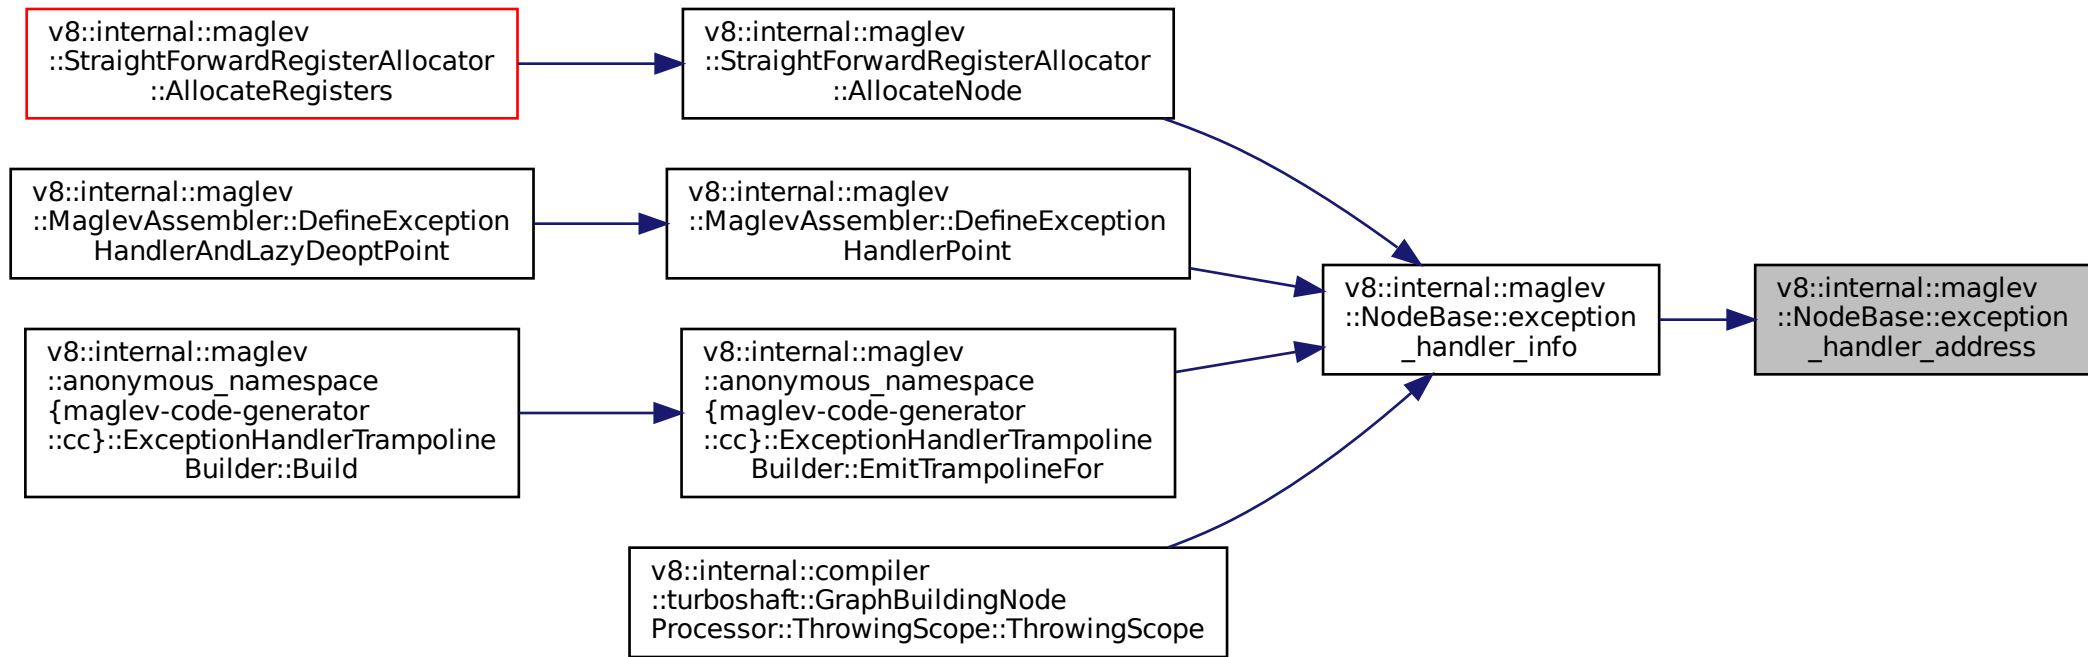 v8::internal::maglev
::StraightForwardRegisterAllocator
::AllocateRegisters
v8::internal::maglev
::StraightForwardRegisterAllocator
::AllocateNode
v8::internal::maglev
::MaglevAssembler::DefineException
HandlerAndLazyDeoptPoint
v8::internal::maglev
::MaglevAssembler::DefineException
HandlerPoint
v8::internal::maglev
::NodeBase::exception
_handler_info
v8::internal::maglev
::NodeBase::exception
_handler_address
v8::internal::maglev
::anonymous_namespace
{maglev-code-generator
::cc}::ExceptionHandlerTrampoline
Builder::Build
v8::internal::maglev
::anonymous_namespace
{maglev-code-generator
::cc}::ExceptionHandlerTrampoline
Builder::EmitTrampolineFor
v8::internal::compiler
::turboshaft::GraphBuildingNode
Processor::ThrowingScope::ThrowingScope